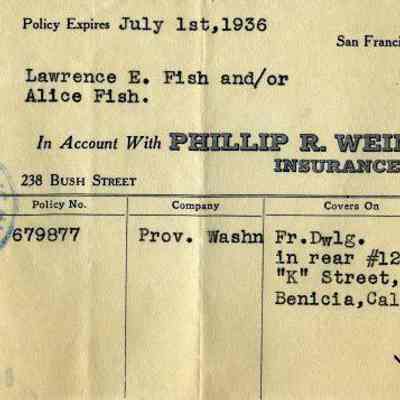 Policy Expires July 1st,1936
San Franci
Lawrence E. Fish and/or
Alice Fish.
In Account With PHILLIP R. WEI
INSURANCE
238 BUSH STREET
Policy No. Company Covers On
679877 Prov. Washn Fr.Dwlg.
in rear #12
"K" Street,
Benicia,Cal